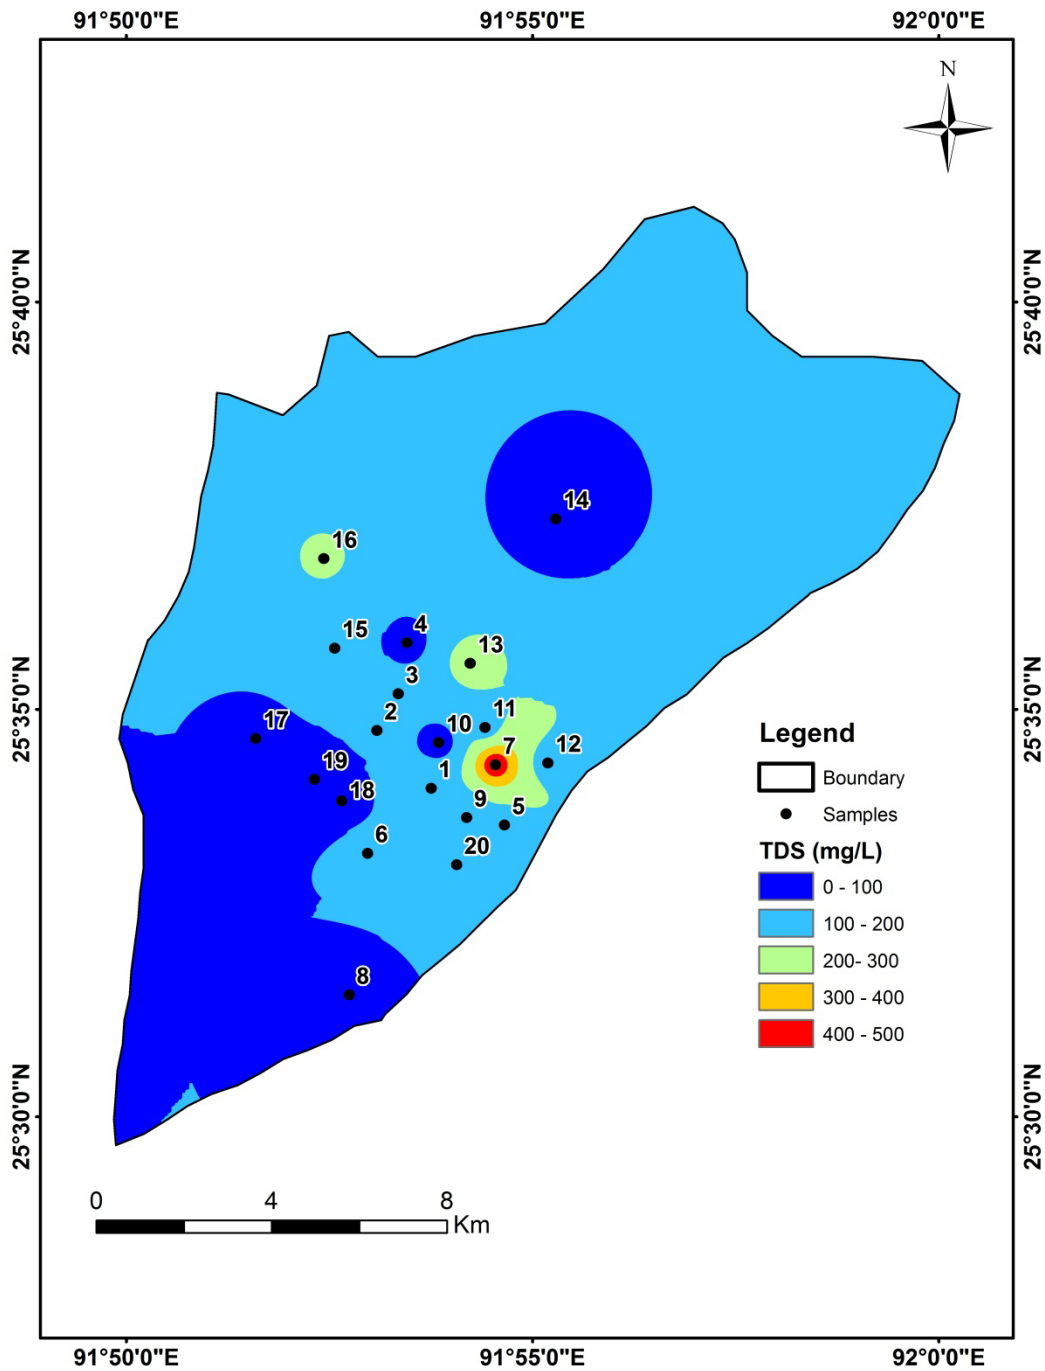 91°50'0"E 91°55'0"E 92°0'0"E
N
25°40'0"N 25°40'0"N
14
16
15 4
13
3
2 11
25°35'0"N 25°35'0"N
17 10
7 12
19 1
18
9 5
6 20
8
Legend
Boundary
Samples
TDS (mg/L)
0 - 100
100 - 200
200- 300
300 - 400
400 - 500
25°30'0"N 25°30'0"N
0 4 8
Km
91°50'0"E 91°55'0"E 92°0'0"E